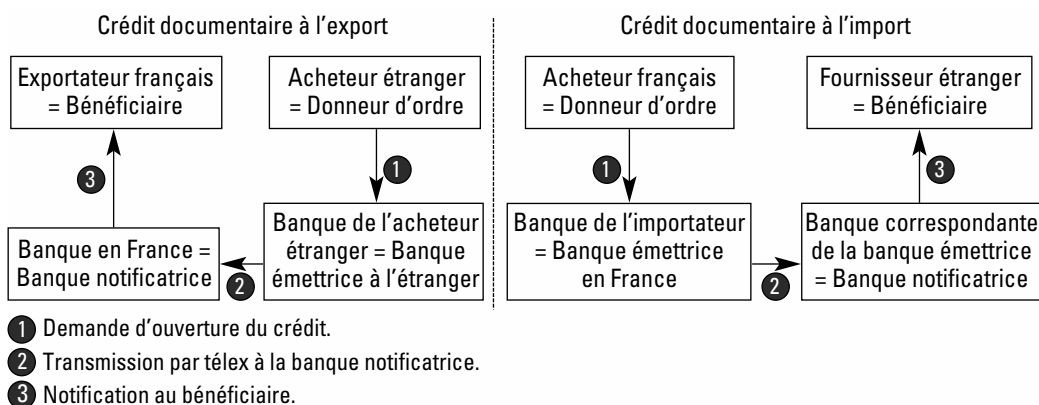 Crédit documentaire à l’export
Crédit documentaire à l’import
Exportateur français
= Bénéficiaire
Acheteur étranger
= Donneur d’ordre
Acheteur français
= Donneur d’ordre
Fournisseur étranger
= Bénéficiaire
3
1
1
3
Banque en France =
Banque notificatrice
2
Banque de l’acheteur
étranger = Banque
émettrice à l’étranger
Banque de l’importateur
= Banque émettrice
en France
2
Banque correspondante
de la banque émettrice
= Banque notificatrice
1 Demande d’ouverture du crédit.
2 Transmission par télex à la banque notificatrice.
3 Notification au bénéficiaire.